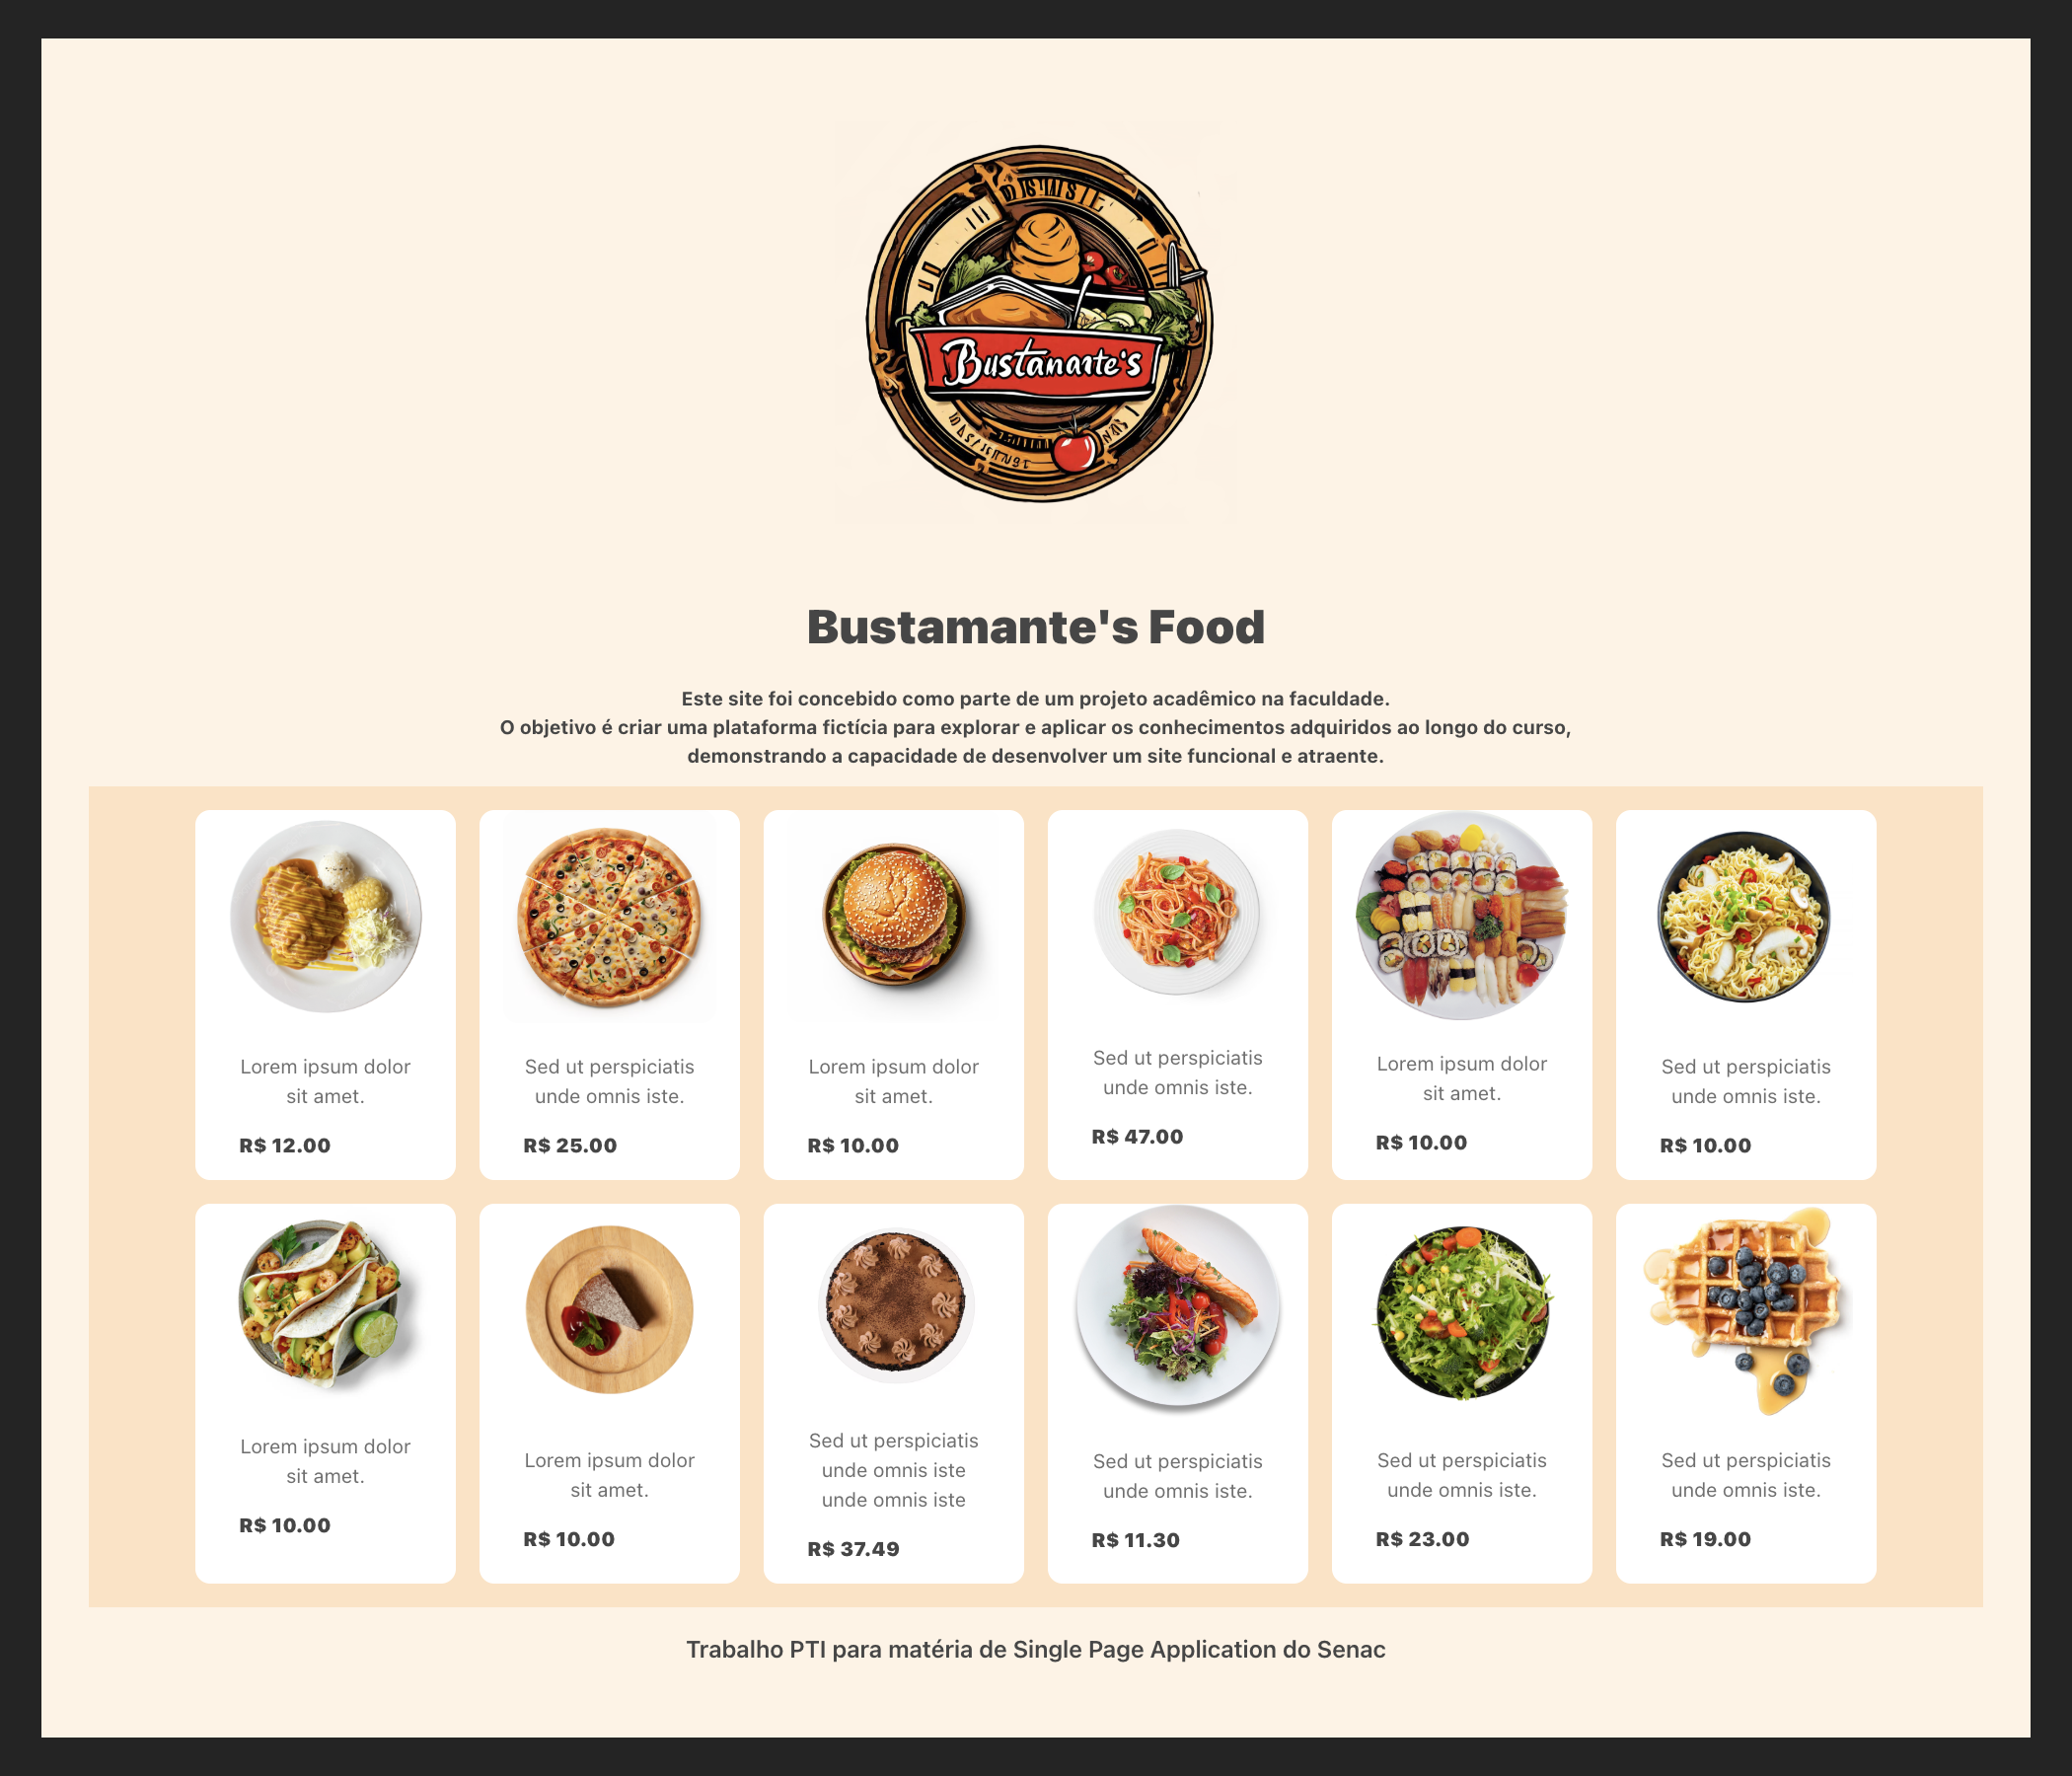 Bustamante's
Bustamante's Food
Este site foi concebido como parte de um projeto acadêmico na faculdade.
O objetivo é criar uma plataforma fictícia para explorar e aplicar os conhecimentos adquiridos ao longo do curso,
demonstrando a capacidade de desenvolver um site funcional e atraente.
Lorem ipsum dolor
sit amet.
R$ 12.00
Sed ut perspiciatis
unde omnis iste.
R$ 25.00
Lorem ipsum dolor
sit amet.
R$ 10.00
Sed ut perspiciatis
unde omnis iste.
R$ 47.00
Lorem ipsum dolor
sit amet.
R$ 10.00
Sed ut perspiciatis
unde omnis iste.
R$ 10.00
Lorem ipsum dolor
sit amet.
R$ 10.00
Lorem ipsum dolor
sit amet.
R$ 10.00
Sed ut perspiciatis
unde omnis iste
unde omnis iste
R$ 37.49
Sed ut perspiciatis
unde omnis iste.
R$ 11.30
Sed ut perspiciatis
unde omnis iste.
R$ 23.00
Sed ut perspiciatis
unde omnis iste.
R$ 19.00
Trabalho PTI para matéria de Single Page Application do Senac